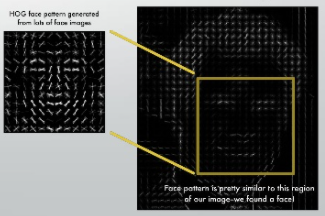 HOG face pattern generated
from lots of face images
Face pattern is pretty similar to this region
of our image-we found a face!